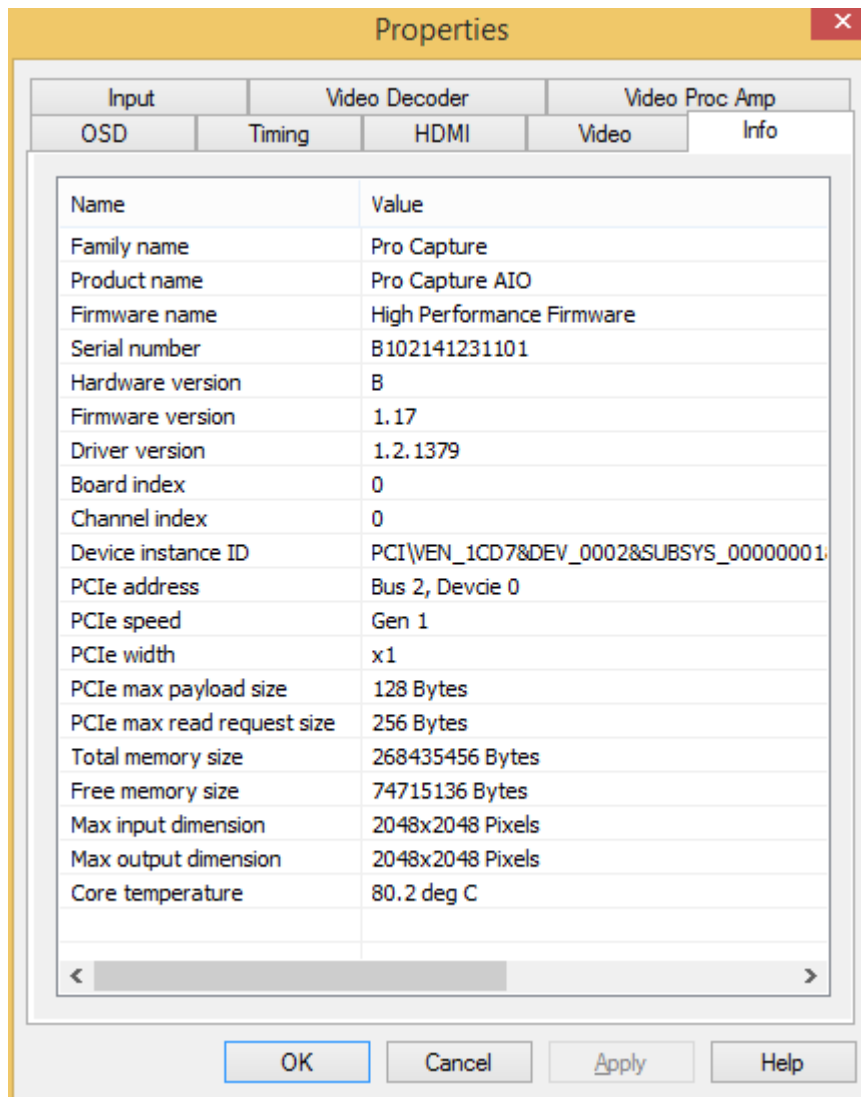 Properties
Input Video Decoder Video Proc Amp
OSD Timing HDMI Video Info
Name Value
Family name Pro Capture
Product name Pro Capture AIO
Firmware name High Performance Firmware
Serial number B102141231101
Hardware version B
Firmware version 1.17
Driver version 1.2.1379
Board index 0
Channel index 0
Device instance ID PCI\VEN_1CD7&DEV_0002&SUBSYS_00000001
PCIe address Bus 2, Devcie 0
PCIe speed Gen 1
PCIe width x1
PCIe max payload size 128 Bytes
PCIe max read request size 256 Bytes
Total memory size 268435456 Bytes
Free memory size 74715136 Bytes
Max input dimension 2048x2048 Pixels
Max output dimension 2048x2048 Pixels
Core temperature 80.2 deg C
OK Cancel Apply Help